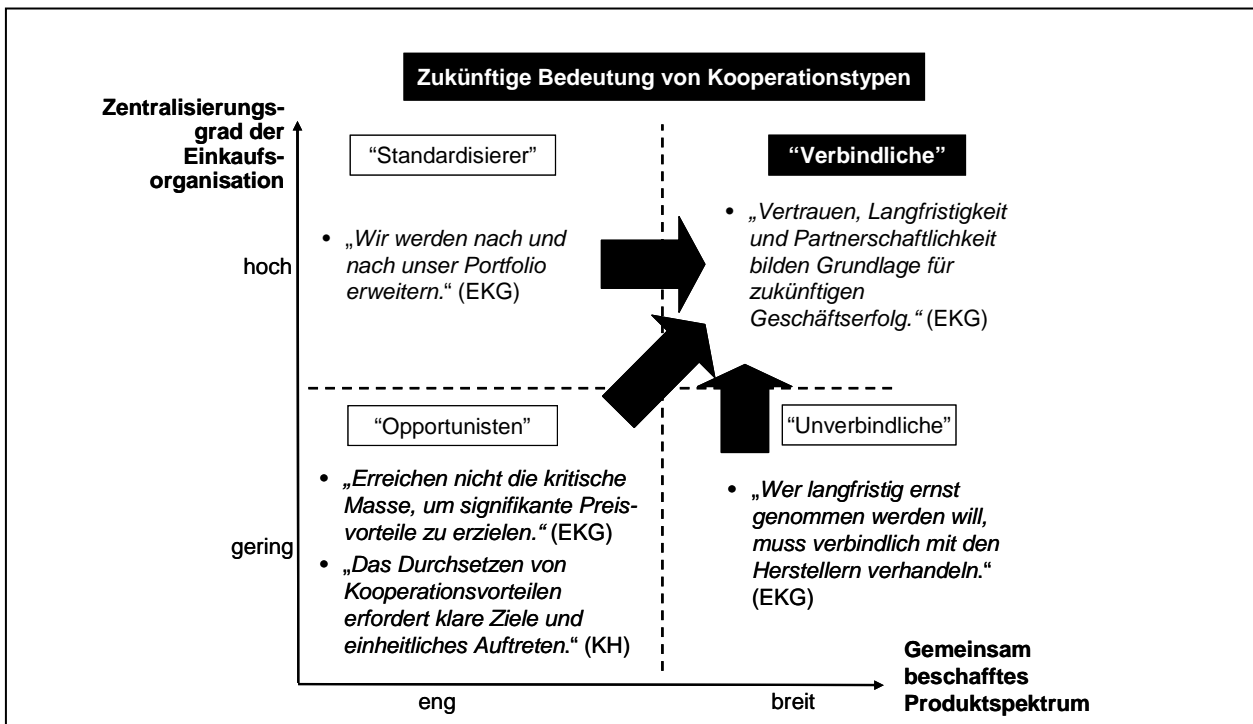 Zukünftige Bedeutung von Kooperationstypen
Zentralisierungs-
grad der
Einkaufs-
organisation
“Standardisierer”
“Verbindliche”
hoch
• „Wir werden nach und
nach unser Portfolio
erweitern.“ (EKG)
• „Vertrauen, Langfristigkeit
und Partnerschaftlichkeit
bilden Grundlage für
zukünftigen
Geschäftserfolg.“ (EKG)
“Opportunisten”
“Unverbindliche”
gering
• „Erreichen nicht die kritische
Masse, um signifikante Preis-
vorteile zu erzielen.“ (EKG)
• „Das Durchsetzen von
Kooperationsvorteilen
erfordert klare Ziele und
einheitliches Auftreten.“ (KH)
• „Wer langfristig ernst
genommen werden will,
muss verbindlich mit den
Herstellern verhandeln.“
(EKG)
eng
breit
Gemeinsam
beschafftes
Produktspektrum